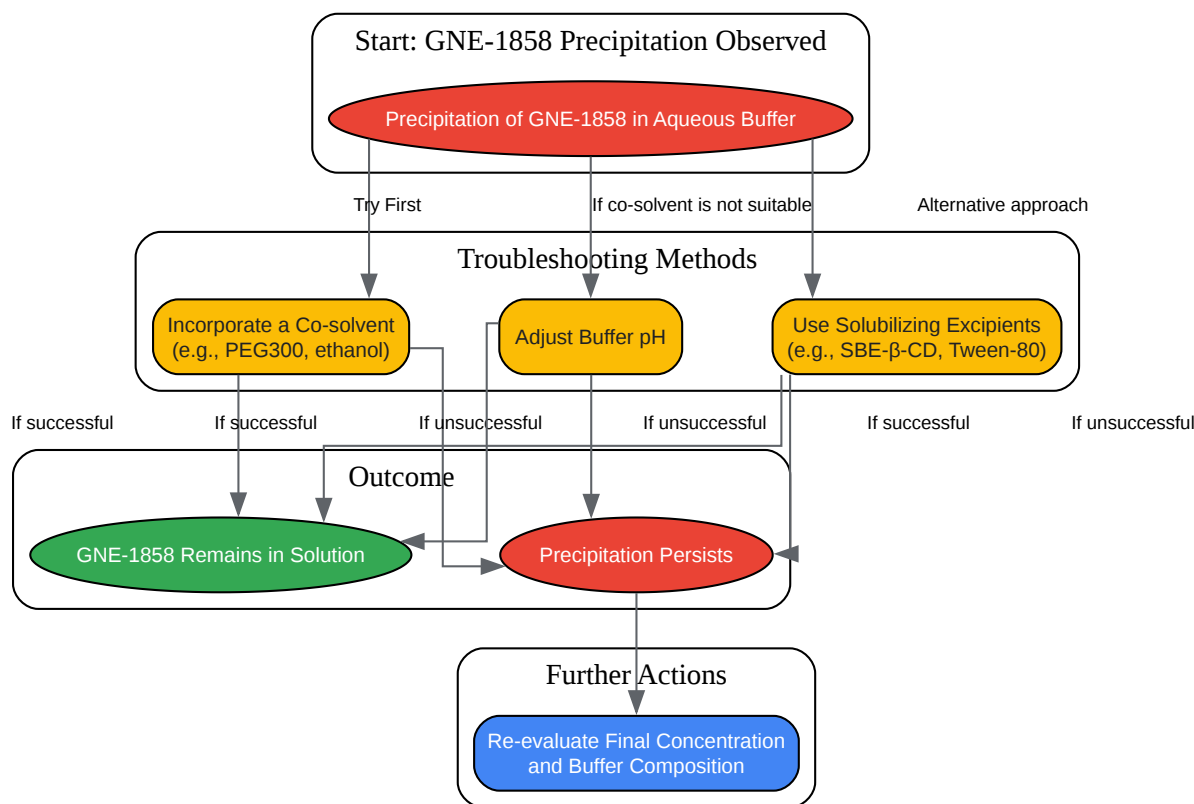 Start: GNE-1858 Precipitation Observed
Precipitation of GNE-1858 in Aqueous Buffer
Try First
If co-solvent is not suitable
Alternative approach
Troubleshooting Methods
Incorporate a Co-solvent
(e.g., PEG300, ethanol)
Adjust Buffer pH
Use Solubilizing Excipients
(e.g., SBE-β-CD, Tween-80)
If successful
If successful
If unsuccessful
If unsuccessful
If successful
If unsuccessful
Outcome
GNE-1858 Remains in Solution
Precipitation Persists
Further Actions
Re-evaluate Final Concentration
and Buffer Composition